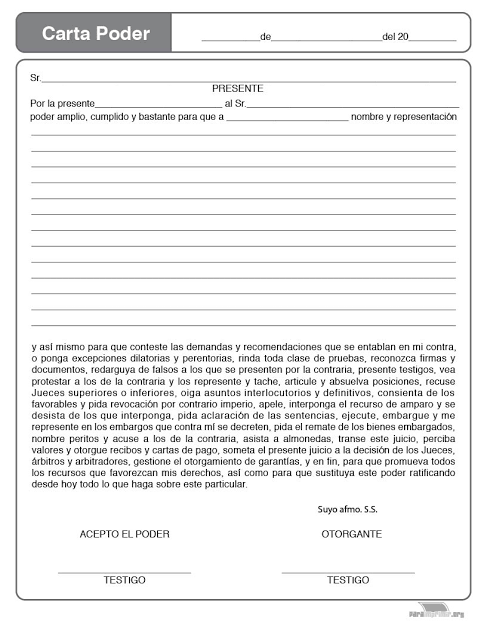 Carta Poder
____________de______________________del 20__________
Sr.
PRESENTE
Por la presente________________________ al Sr.
poder amplio, cumplido y bastante para que a _______________________ nombre y representación
y así mismo para que conteste las demandas y recomendaciones que se entablan en mi contra,
o ponga excepciones dilatorias y perentorias, rinda toda clase de pruebas, reconozca firmas y
documentos, redarguya de falsos a los que se presenten por la contraria, presente testigos, vea
protestar a los de la contraria y los represente y tache, articule y absuelva posiciones, recuse
Jueces superiores o inferiores, oiga asuntos interlocutorios y definitivos, consienta de los
favorables y pida revocación por contrario imperio, apele, interponga el recurso de amparo y se
desista de los que interponga, pida aclaración de las sentencias, ejecute, embargue y me
represente en los embargos que contra mí se decreten, pida el remate de los bienes embargados,
nombre peritos y acuse a los de la contraria, asista a almonedas, transe este juicio, perciba
valores y otorgue recibos y cartas de pago, someta el presente juicio a la decisión de los Jueces,
árbitros y arbitradores, gestione el otorgamiento de garantías, y en fin, para que promueva todos
los recursos que favorezcan mis derechos, así como para que sustituya este poder ratificando
desde hoy todo lo que haga sobre este particular.
Suyo afmo. S.S.
ACEPTO EL PODER OTORGANTE
TESTIGO TESTIGO